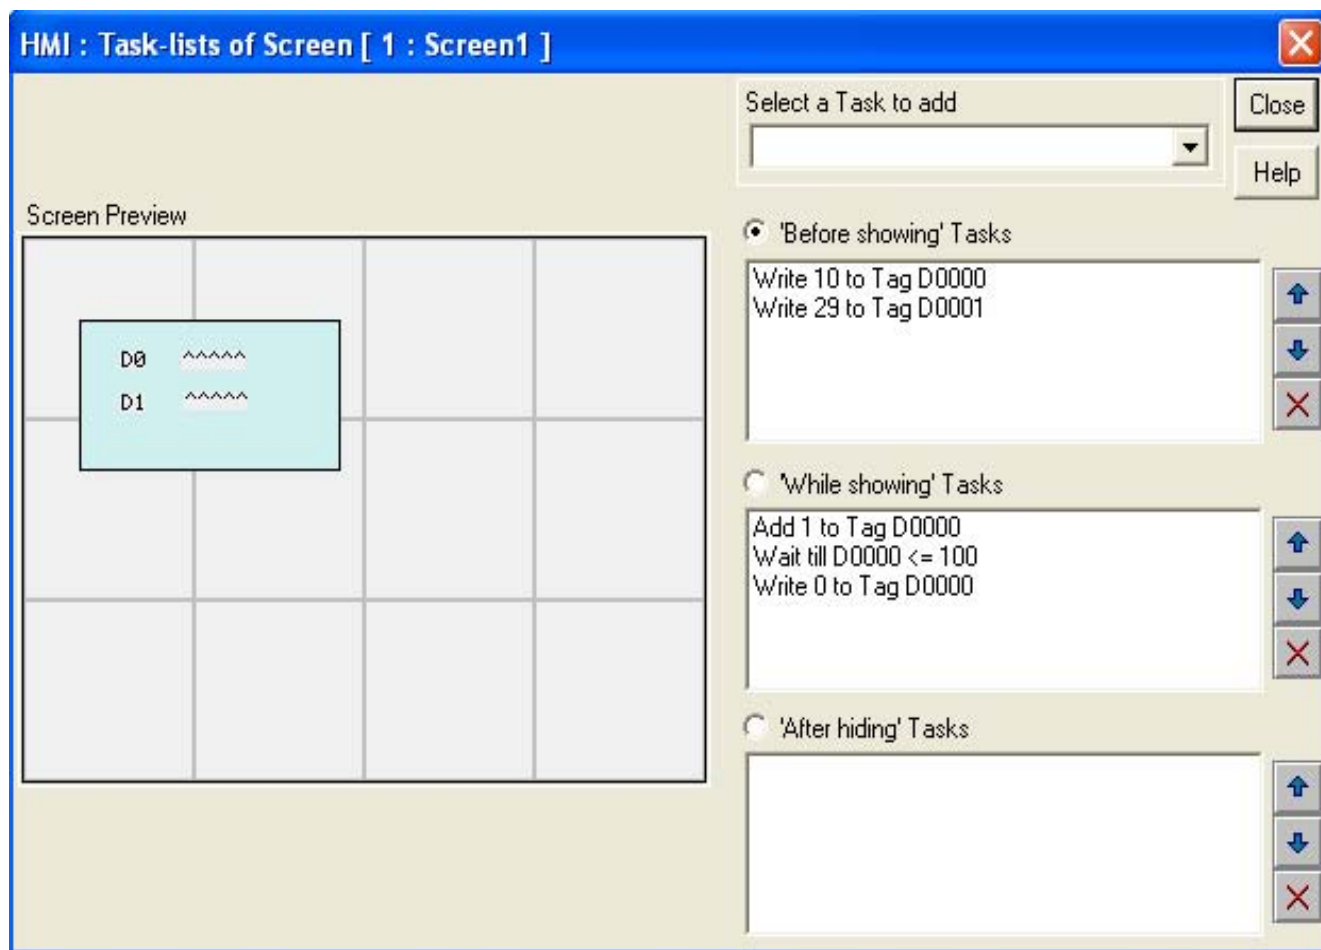 HMI : Task-lists of Screen [ 1 : Screen1 ]
Select a Task to add
Close
Help
Screen Preview
D0 ^^^^^
D1 ^^^^^
'Before showing' Tasks
Write 10 to Tag D0000
Write 29 to Tag D0001
'While showing' Tasks
Add 1 to Tag D0000
Wait till D0000 <= 100
Write 0 to Tag D0000
'After hiding' Tasks